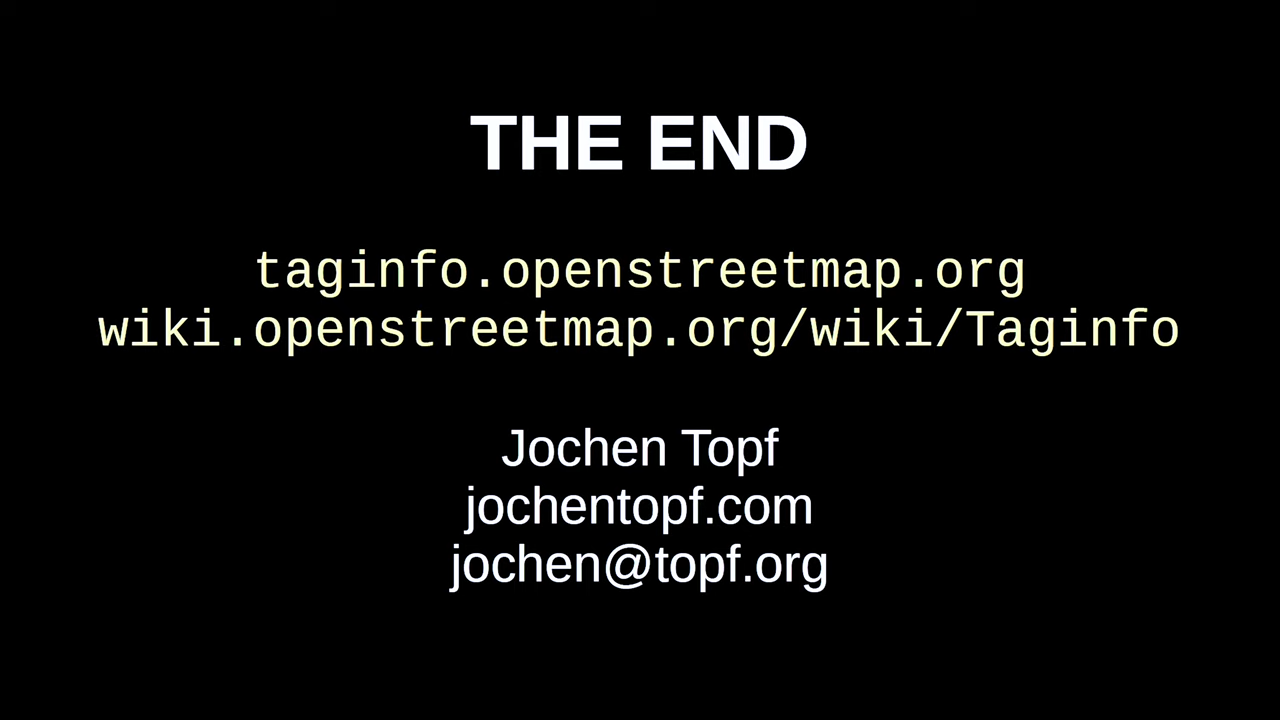 THE END
taginfo.openstreetmap.org
wiki.openstreetmap.org/wiki/Taginfo
Jochen Topf
jochentopf.com
jochen@topf.org